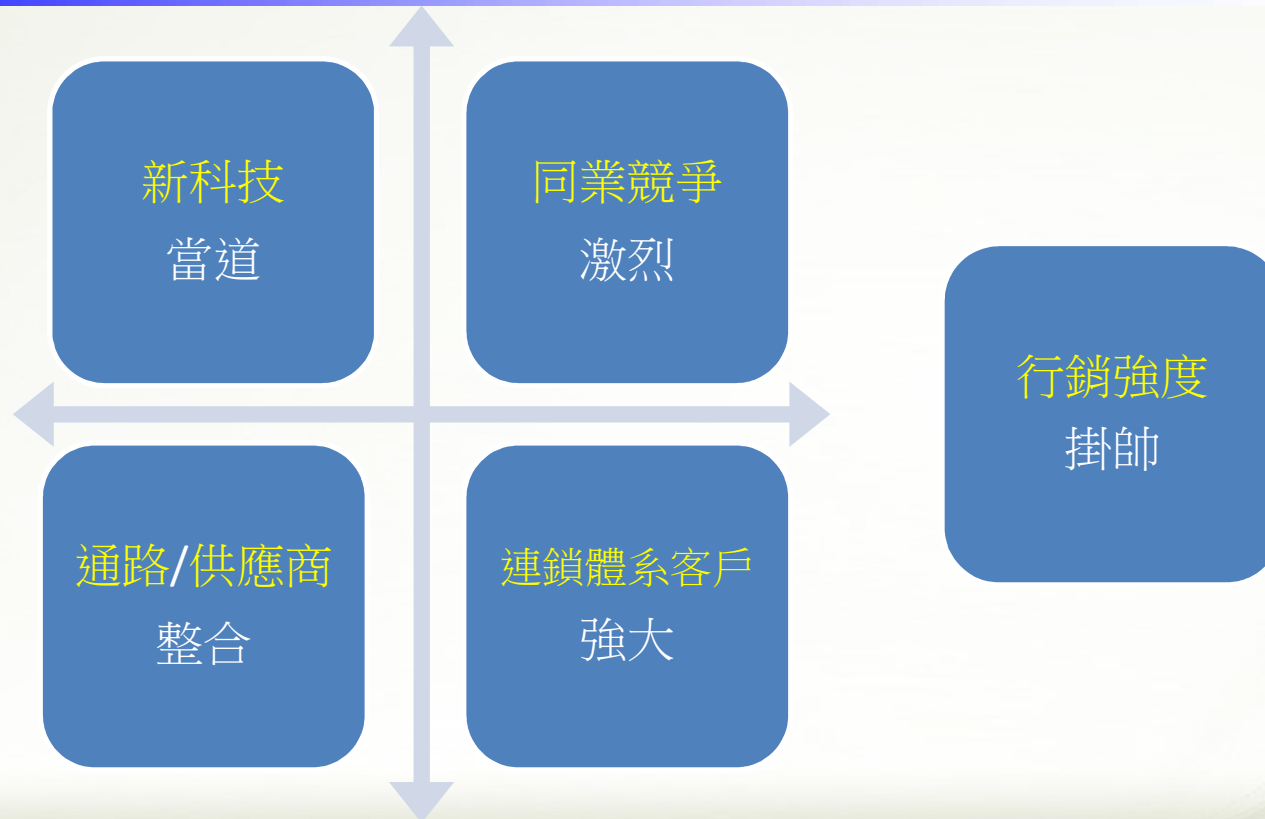 新科技
當道
同業競爭
激烈
通路/供應商
整合
連鎖體系客戶
強大
行銷強度
掛帥